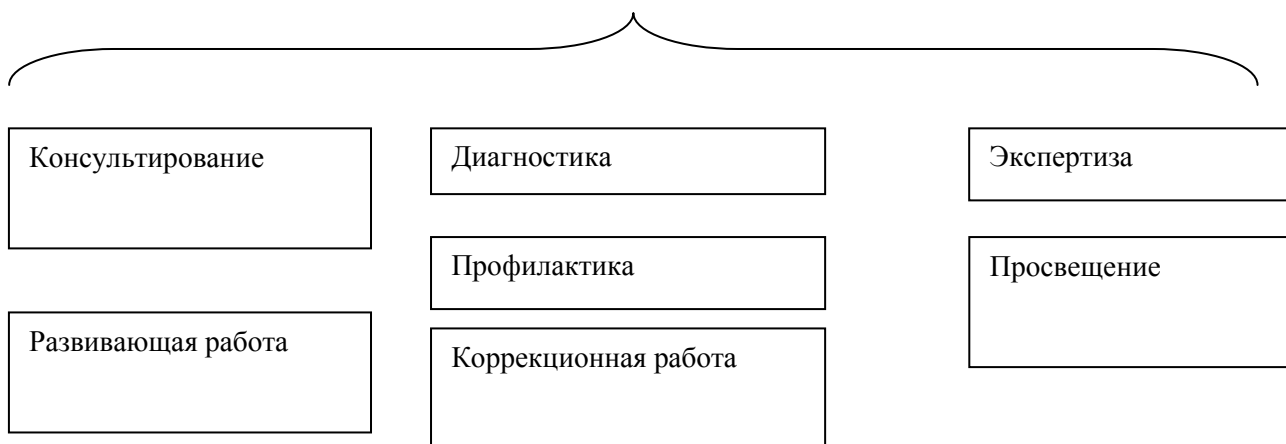 Консультирование
Диагностика
Экспертиза
Профилактика
Просвещение
Развивающая работа
Коррекционная работа